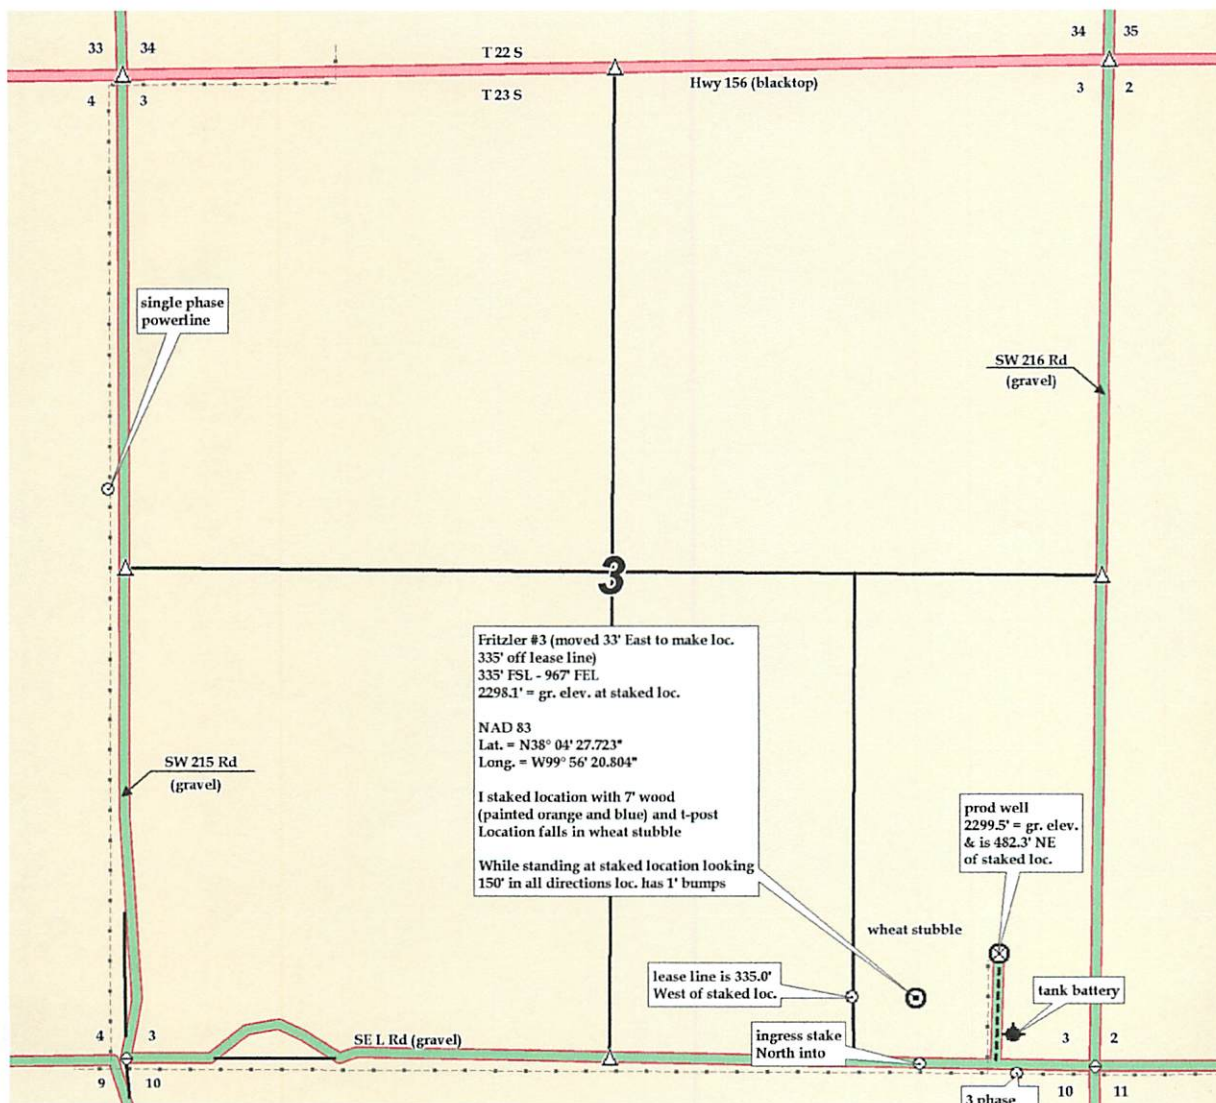 33 34
34 35
T 22 S
Hwy 156 (blacktop)
T 23 S
4 3
3 2
single phase
powerline
SW 216 Rd
(gravel)
3
Fritzler #3 (moved 33' East to make loc.
335' off lease line)
335' FSL - 967' FEL
2298.1' = gr. elev. at staked loc.
NAD 83
Lat. = N38° 04' 27.723"
Long. = W99° 56' 20.804"
I staked location with 7' wood
(painted orange and blue) and t-post
Location falls in wheat stubble
While standing at staked location looking
150' in all directions loc. has 1' bumps
SW 215 Rd
(gravel)
prod well
2299.5' = gr. elev.
& is 482.3' NE
of staked loc.
wheat stubble
lease line is 335.0'
West of staked loc.
tank battery
ingress stake
North into
4 3
SE L Rd (gravel)
3 2
9 10
10 11
3 phase